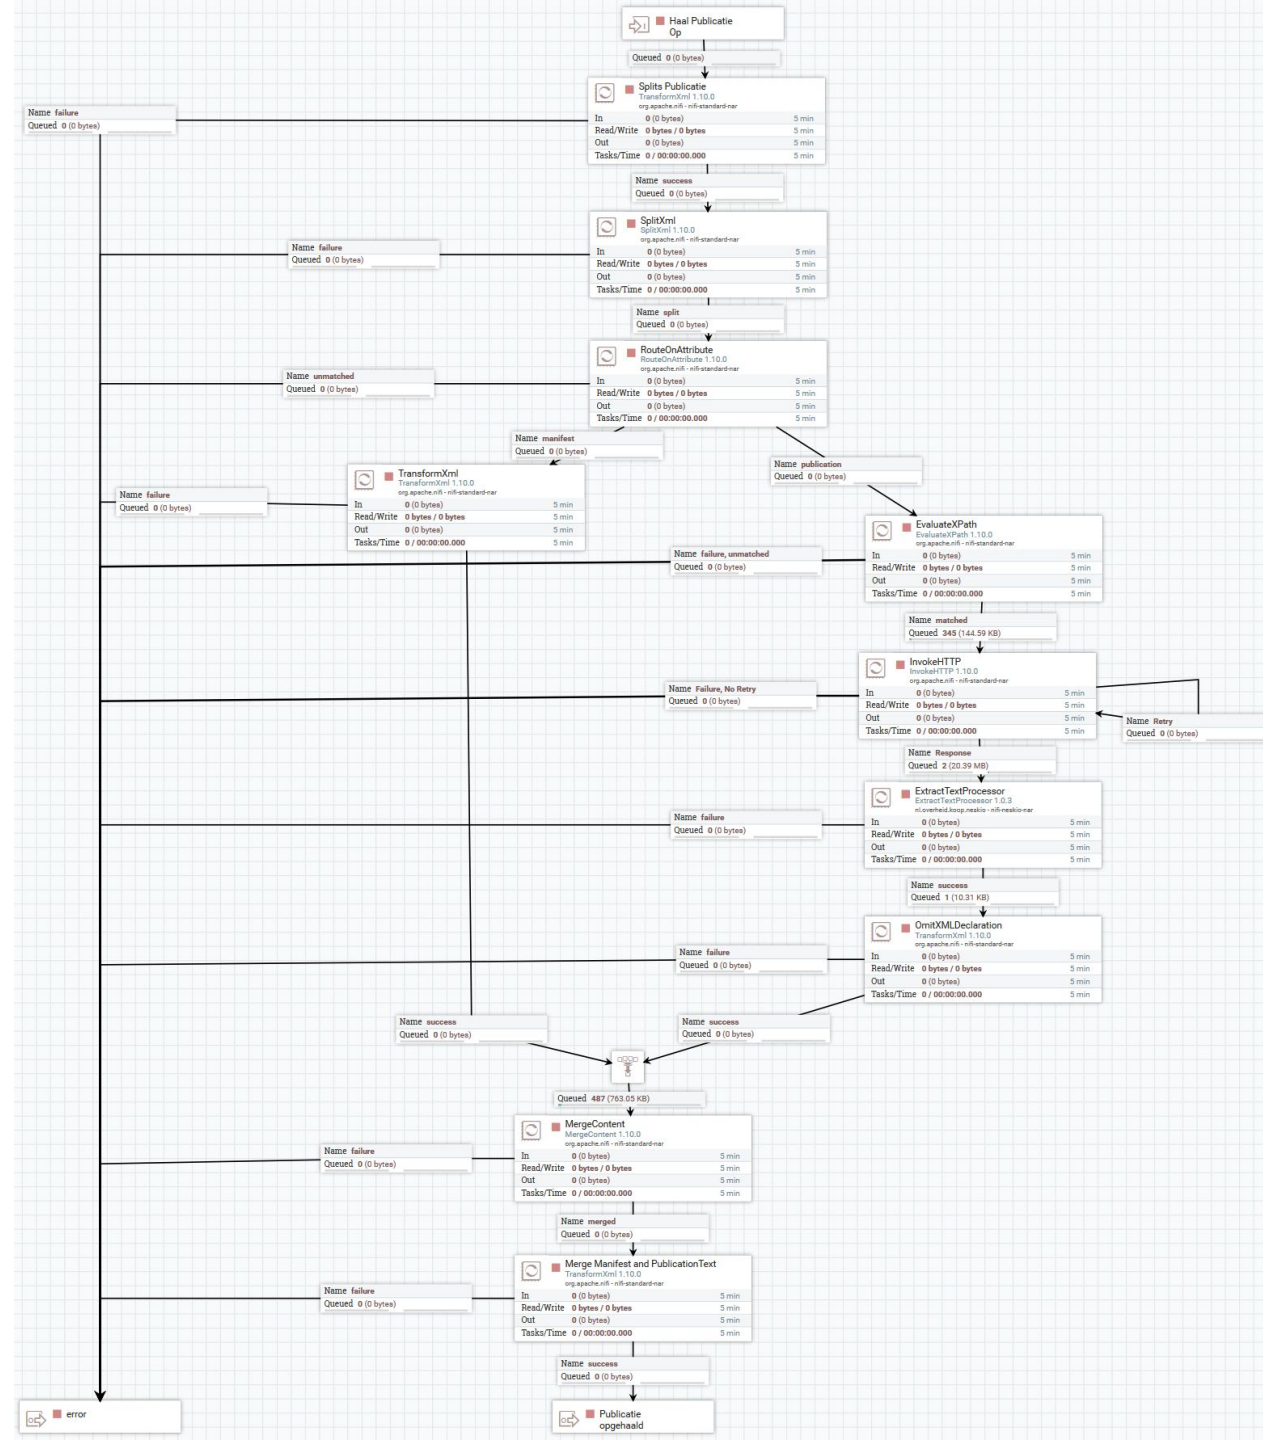 Haal Publicatie
Op
Queued 0 (0 bytes)
Splits Publicatie
TransformXml 1.10.0
org.apache.nifi - nifi-standard-nar
In 0 (0 bytes) 5 min
Read/Write 0 bytes / 0 bytes 5 min
Out 0 (0 bytes) 5 min
Tasks/Time 0 / 00:00:00.000 5 min
Name failure
Queued 0 (0 bytes)
Name success
Queued 0 (0 bytes)
SplitXml
SplitXml 1.10.0
org.apache.nifi - nifi-standard-nar
In 0 (0 bytes) 5 min
Read/Write 0 bytes / 0 bytes 5 min
Out 0 (0 bytes) 5 min
Tasks/Time 0 / 00:00:00.000 5 min
Name failure
Queued 0 (0 bytes)
Name split
Queued 0 (0 bytes)
RouteOnAttribute
RouteOnAttribute 1.10.0
org.apache.nifi - nifi-standard-nar
In 0 (0 bytes) 5 min
Read/Write 0 bytes / 0 bytes 5 min
Out 0 (0 bytes) 5 min
Tasks/Time 0 / 00:00:00.000 5 min
Name unmatched
Queued 0 (0 bytes)
Name manifest
Queued 0 (0 bytes)
Name publication
Queued 0 (0 bytes)
TransformXml
TransformXml 1.10.0
org.apache.nifi - nifi-standard-nar
In 0 (0 bytes) 5 min
Read/Write 0 bytes / 0 bytes 5 min
Out 0 (0 bytes) 5 min
Tasks/Time 0 / 00:00:00.000 5 min
Name failure
Queued 0 (0 bytes)
EvaluateXPath
EvaluateXPath 1.10.0
org.apache.nifi - nifi-standard-nar
In 0 (0 bytes) 5 min
Read/Write 0 bytes / 0 bytes 5 min
Out 0 (0 bytes) 5 min
Tasks/Time 0 / 00:00:00.000 5 min
Name failure, unmatched
Queued 0 (0 bytes)
Name matched
Queued 345 (144.59 KB)
InvokeHTTP
InvokeHTTP 1.10.0
org.apache.nifi - nifi-standard-nar
In 0 (0 bytes) 5 min
Read/Write 0 bytes / 0 bytes 5 min
Out 0 (0 bytes) 5 min
Tasks/Time 0 / 00:00:00.000 5 min
Name Failure, No Retry
Queued 0 (0 bytes)
Name Retry
Queued 0 (0 bytes)
Name Response
Queued 2 (20.39 MB)
ExtractTextProcessor
ExtractTextProcessor 1.0.3
nl.overheid.koop.neskio - nifi-neskio-nar
In 0 (0 bytes) 5 min
Read/Write 0 bytes / 0 bytes 5 min
Out 0 (0 bytes) 5 min
Tasks/Time 0 / 00:00:00.000 5 min
Name failure
Queued 0 (0 bytes)
Name success
Queued 1 (10.31 KB)
OmitXMLDeclaration
TransformXml 1.10.0
org.apache.nifi - nifi-standard-nar
In 0 (0 bytes) 5 min
Read/Write 0 bytes / 0 bytes 5 min
Out 0 (0 bytes) 5 min
Tasks/Time 0 / 00:00:00.000 5 min
Name failure
Queued 0 (0 bytes)
Name success
Queued 0 (0 bytes)
Name success
Queued 0 (0 bytes)
Queued 487 (763.05 KB)
MergeContent
MergeContent 1.10.0
org.apache.nifi - nifi-standard-nar
In 0 (0 bytes) 5 min
Read/Write 0 bytes / 0 bytes 5 min
Out 0 (0 bytes) 5 min
Tasks/Time 0 / 00:00:00.000 5 min
Name failure
Queued 0 (0 bytes)
Name merged
Queued 0 (0 bytes)
Merge Manifest and PublicationText
TransformXml 1.10.0
org.apache.nifi - nifi-standard-nar
In 0 (0 bytes) 5 min
Read/Write 0 bytes / 0 bytes 5 min
Out 0 (0 bytes) 5 min
Tasks/Time 0 / 00:00:00.000 5 min
Name failure
Queued 0 (0 bytes)
Name success
Queued 0 (0 bytes)
error
Publicatie
opgehaald